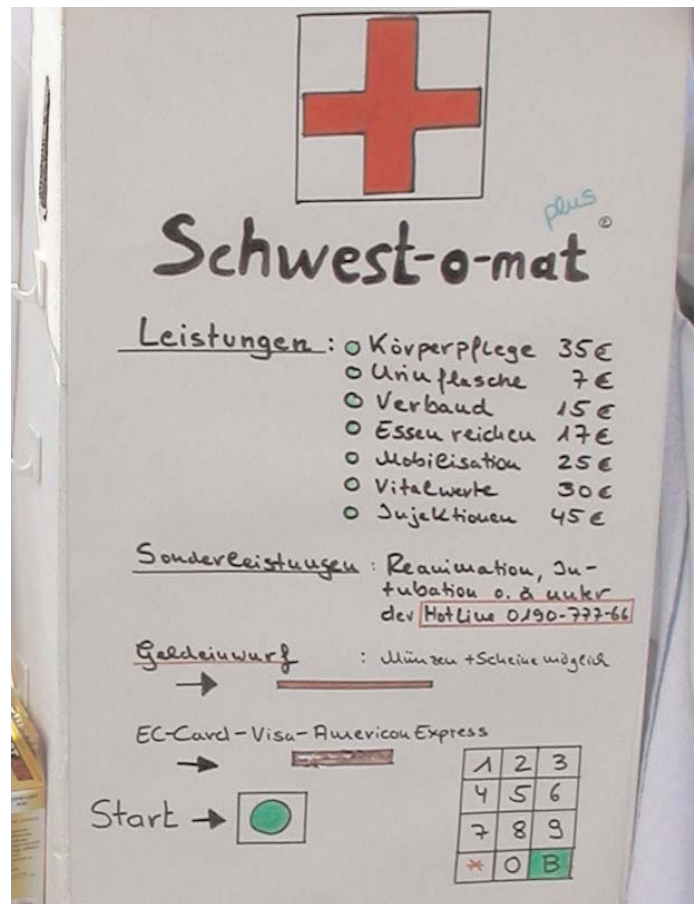 plus
Schwest-o-mat
Leistungen : Körperpflege 35€
Urinflasche 7€
Verband 15€
Essen reichen 17€
Mobilisation 25€
Vitalwerte 30€
Injektionen 45€
Sonderleistungen : Reanimation, In-
tubation o. ä unter
der Hotline 0190-777-66
Geldeinwurf : Münzen + Scheine möglich
EC-Card-Visa-American Express
Start
1 2 3
4 5 6
7 8 9
* 0 B